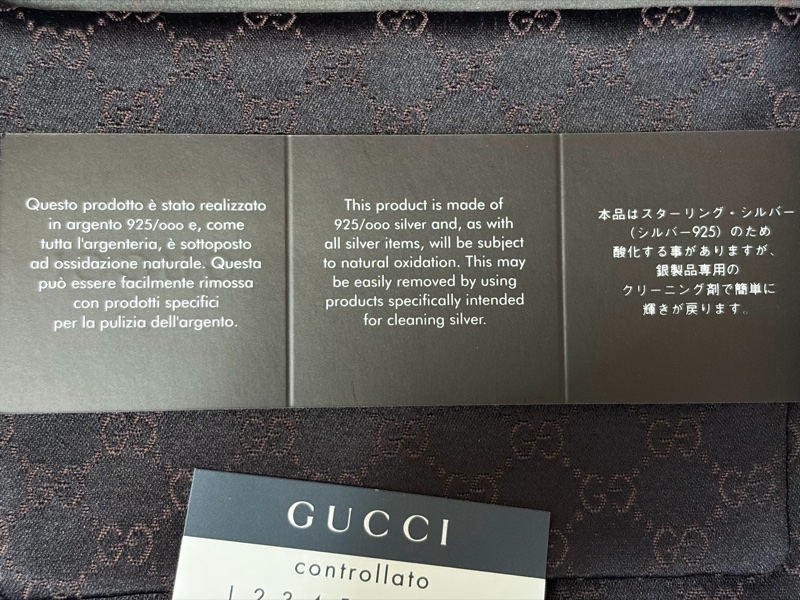 Questo prodotto è stato realizzato
in argento 925/000 e, come
tutta l'argenteria, è sottoposto
ad ossidazione naturale. Questa
può essere facilmente rimossa
con prodotti specifici
per la pulizia dell'argento.
This product is made of
925/000 silver and, as with
all silver items, will be subject
to natural oxidation. This may
be easily removed by using
products specifically intended
for cleaning silver.
本品はスターリング・シルバー
（シルバー925）のため
酸化する事がありますが、
銀製品専用の
クリーニング剤で簡単に
輝きが戻ります。
GUCCI
controllato
1 2 3 4